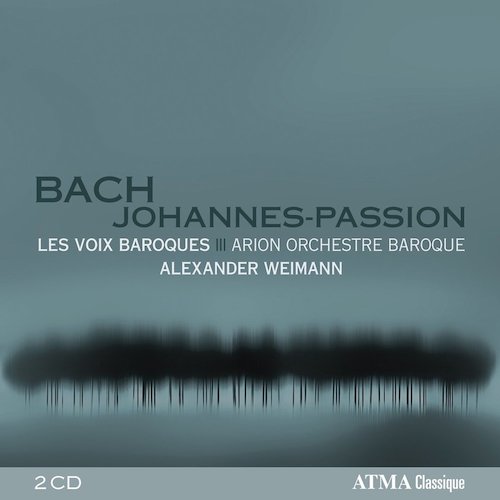 BACH
JOHANNES-PASSION
LES VOIX BAROQUES ||| ARION ORCHESTRE BAROQUE
ALEXANDER WEIMANN
2 CD
ATMA Classique